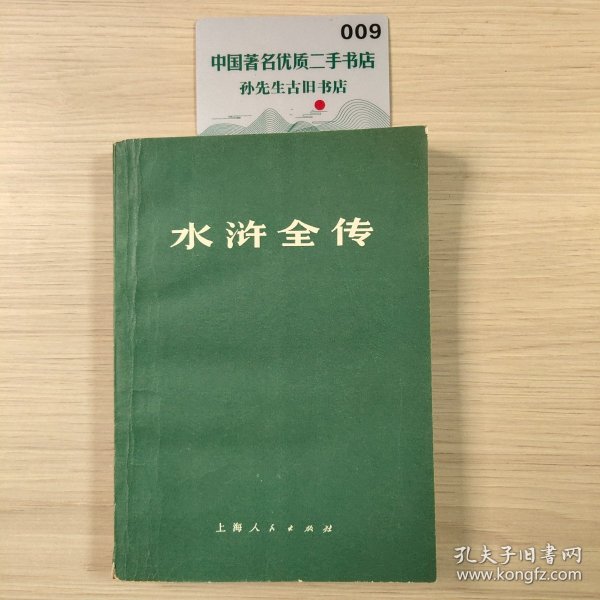 009
中国著名优质二手书店
孙先生古旧书店
水浒全传
上海人民出版社
孔夫子旧书网
www.kongfz.com